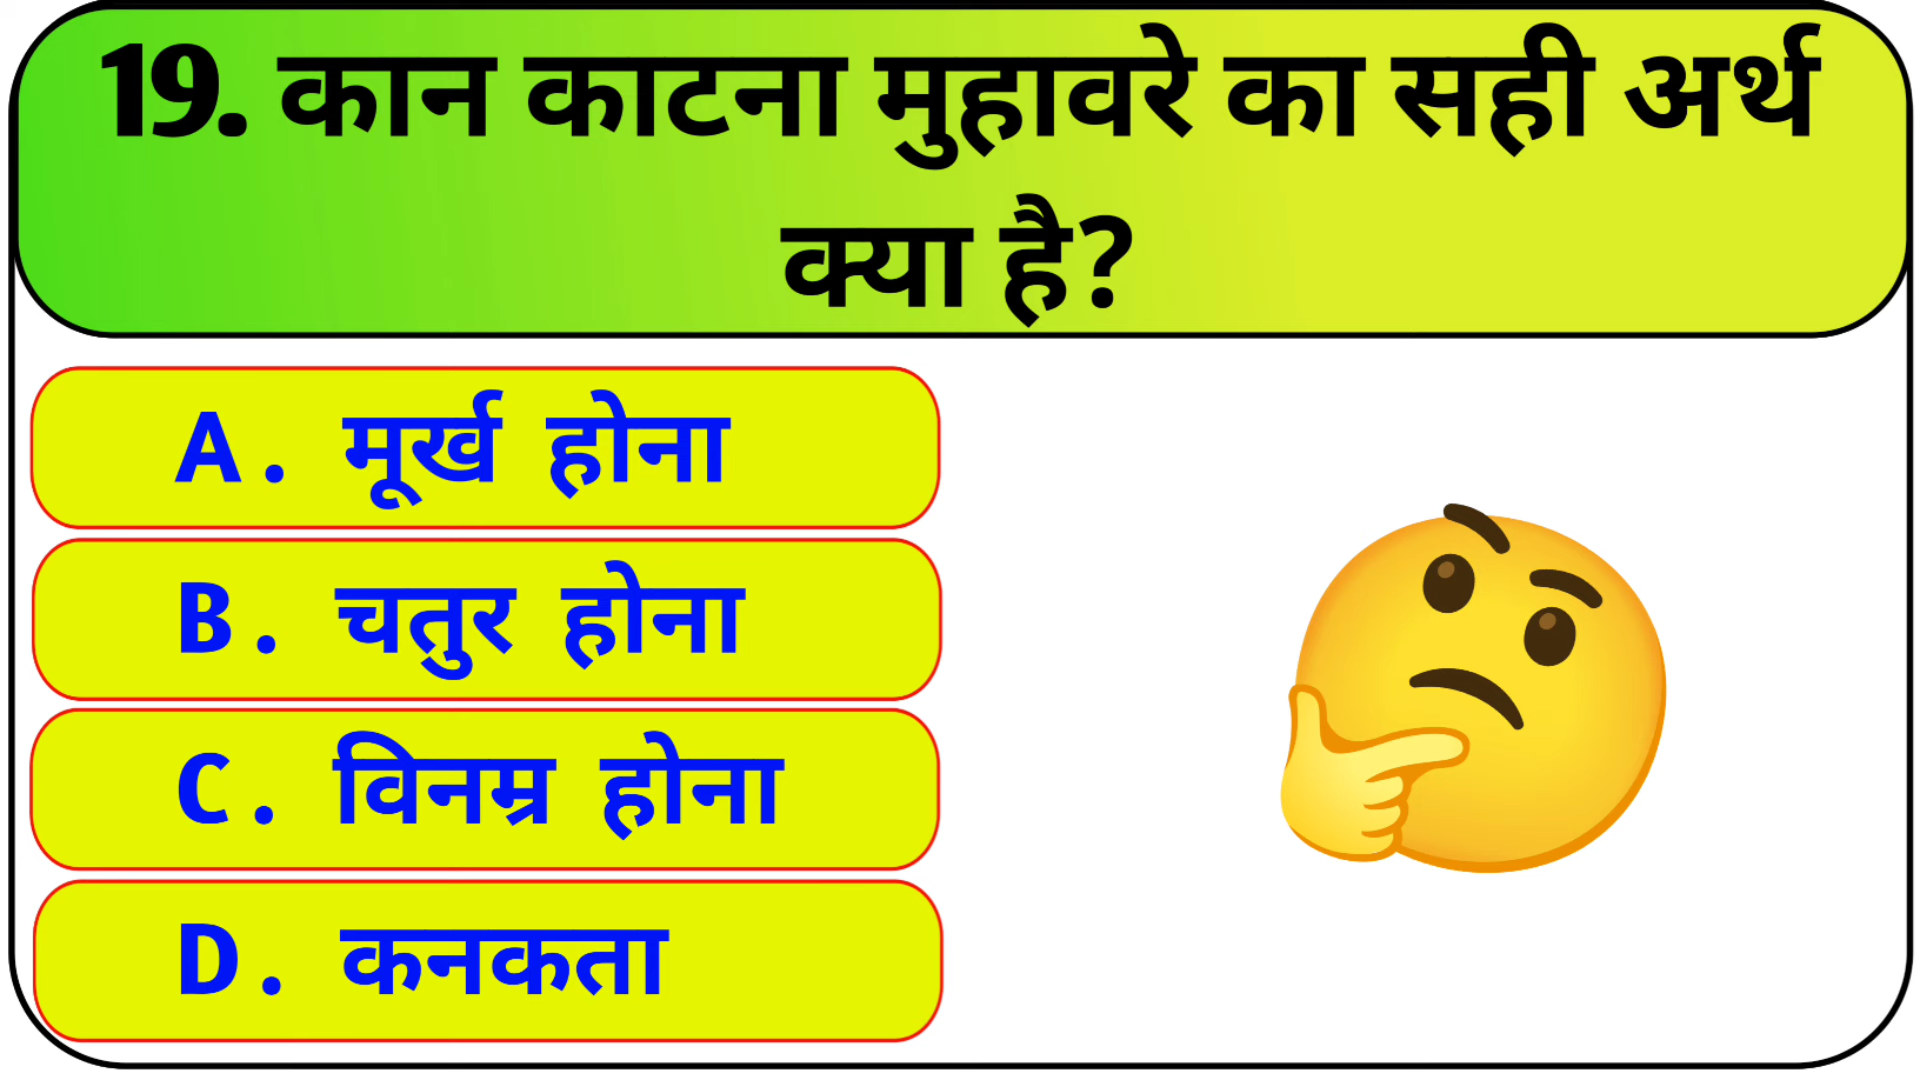 19. कान काटना मुहावरे का सही अर्थ
क्या है?
A. मूर्ख होना
B. चतुर होना
C. विनम्र होना
D. कनकता